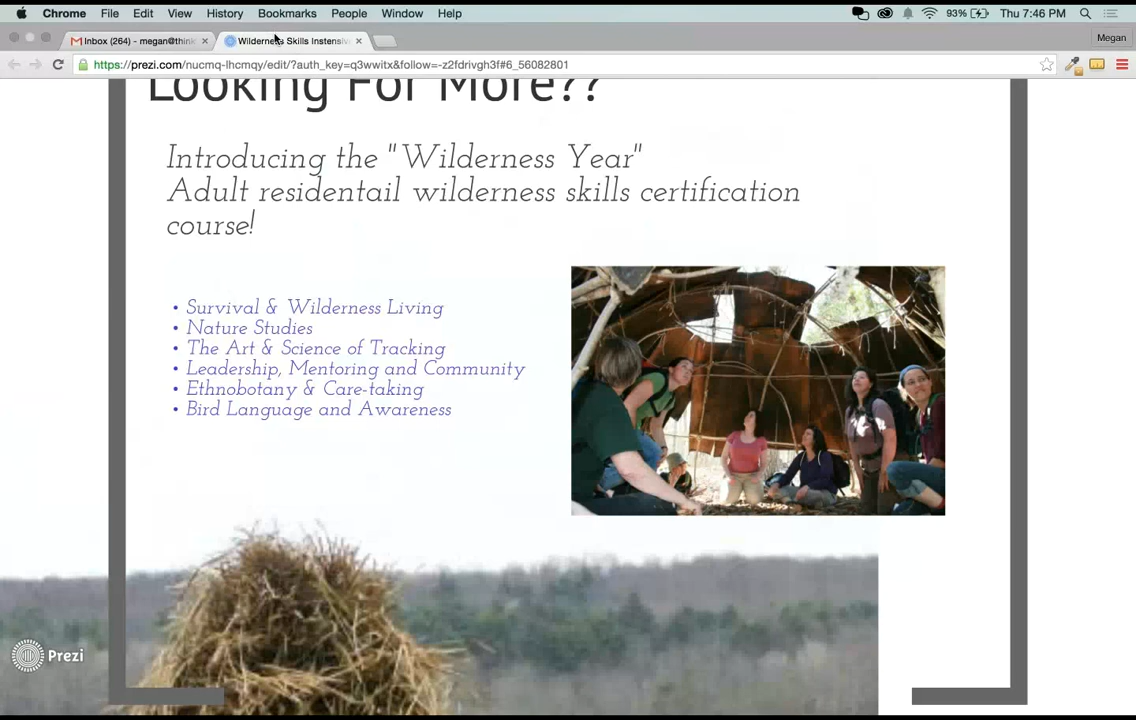 Chrome File Edit View History Bookmarks People Window Help 93% Thu 7:46 PM
Inbox (264) - megan@think Wilderness Skills Instensiv Megan
https://prezi.com/nucmq-lhcmqy/edit/?auth_key=q3wwitx&follow=-z2fdrivgh3f#6_56082801
Looking For More??
Introducing the "Wilderness Year"
Adult residentail wilderness skills certification
course!
• Survival & Wilderness Living
• Nature Studies
• The Art & Science of Tracking
• Leadership, Mentoring and Community
• Ethnobotany & Care-taking
• Bird Language and Awareness
Prezi